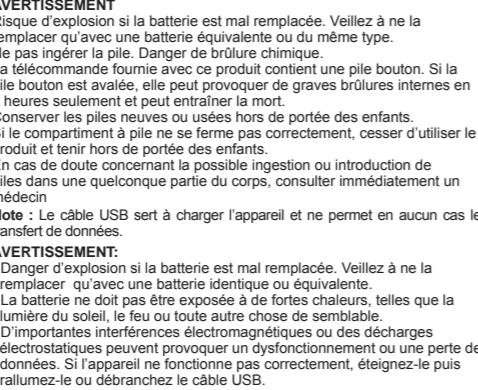 AVERTISSEMENT
Risque d'explosion si la batterie est mal remplacée. Veillez à ne la
remplacer qu'avec une batterie équivalente ou du même type.
Ne pas ingérer la pile. Danger de brûlure chimique.
La télécommande fournie avec ce produit contient une pile bouton. Si la
pile bouton est avalée, elle peut provoquer de graves brûlures internes en
heures seulement et peut entraîner la mort.
Conserver les piles neuves ou usées hors de portée des enfants.
Si le compartiment à pile ne se ferme pas correctement, cesser d'utiliser le
produit et tenir hors de portée des enfants.
En cas de doute concernant la possible ingestion ou introduction de
piles dans une quelconque partie du corps, consulter immédiatement un
médecin
Note : Le câble USB sert à charger l'appareil et ne permet en aucun cas le
transfert de données.
AVERTISSEMENT:
Danger d'explosion si la batterie est mal remplacée. Veillez à ne la
remplacer qu'avec une batterie identique ou équivalente.
La batterie ne doit pas être exposée à de fortes chaleurs, telles que la
lumière du soleil, le feu ou toute autre chose de semblable.
D'importantes interférences électromagnétiques ou des décharges
électrostatiques peuvent provoquer un dysfonctionnement ou une perte de
données. Si l'appareil ne fonctionne pas correctement, éteignez-le puis
rallumez-le ou débranchez le câble USB.